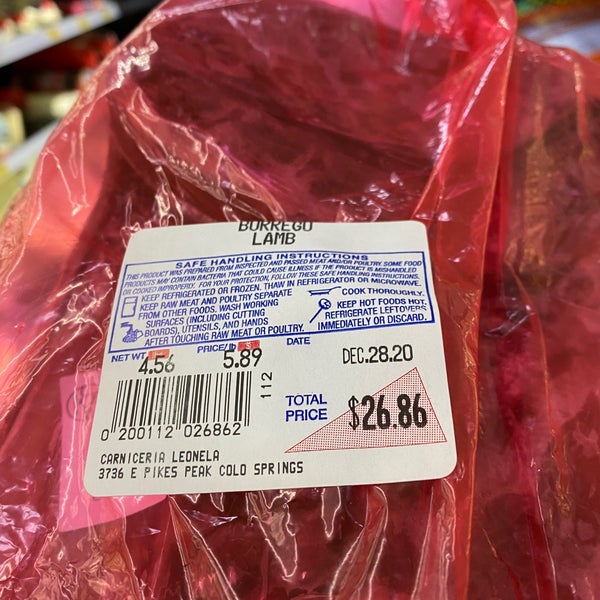 BORREGO
LAMB
SAFE HANDLING INSTRUCTIONS
THIS PRODUCT WAS PREPARED FROM INSPECTED AND PASSED MEAT AND/OR POULTRY. SOME FOOD
PRODUCTS MAY CONTAIN BACTERIA THAT COULD CAUSE ILLNESS IF THE PRODUCT IS MISHANDLED
OR COOKED IMPROPERLY. FOR YOUR PROTECTION, FOLLOW THESE SAFE HANDLING INSTRUCTIONS.
KEEP REFRIGERATED OR FROZEN. THAW IN REFRIGERATOR OR MICROWAVE.
KEEP RAW MEAT AND POULTRY SEPARATE
FROM OTHER FOODS. WASH WORKING
SURFACES (INCLUDING CUTTING
BOARDS), UTENSILS, AND HANDS
AFTER TOUCHING RAW MEAT OR POULTRY.
COOK THOROUGHLY.
KEEP HOT FOODS HOT.
REFRIGERATE LEFTOVERS
IMMEDIATELY OR DISCARD.
NET WT. PRICE/ DATE
4.56 5.89 DEC.28.20
112
TOTAL
PRICE $26.86
0 200112 026862
CARNICERIA LEONELA
3736 E PIKES PEAK COLO SPRINGS